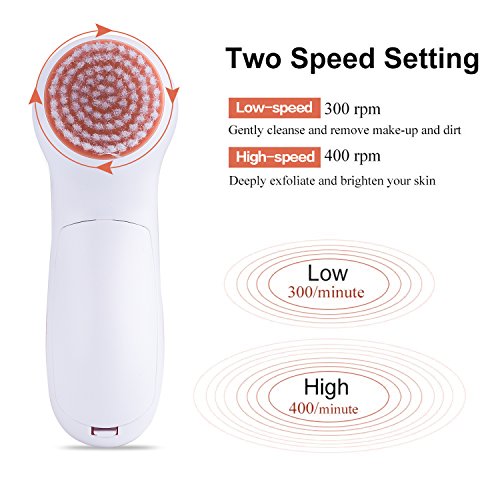 Two Speed Setting
Low-speed 300 rpm
Gently cleanse and remove make-up and dirt
High-speed 400 rpm
Deeply exfoliate and brighten your skin
Low
300/minute
High
400/minute